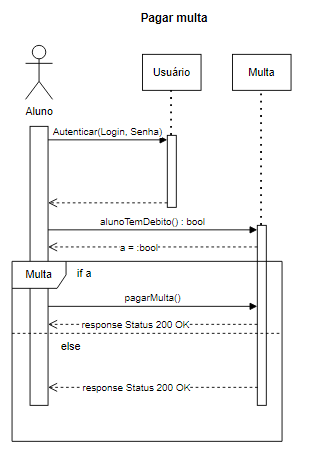 Pagar multa
Usuário
Multa
Aluno
Autenticar(Login, Senha)
alunoTemDebito() : bool
a = :bool
Multa
if a
pagarMulta()
response Status 200 OK
else
response Status 200 OK